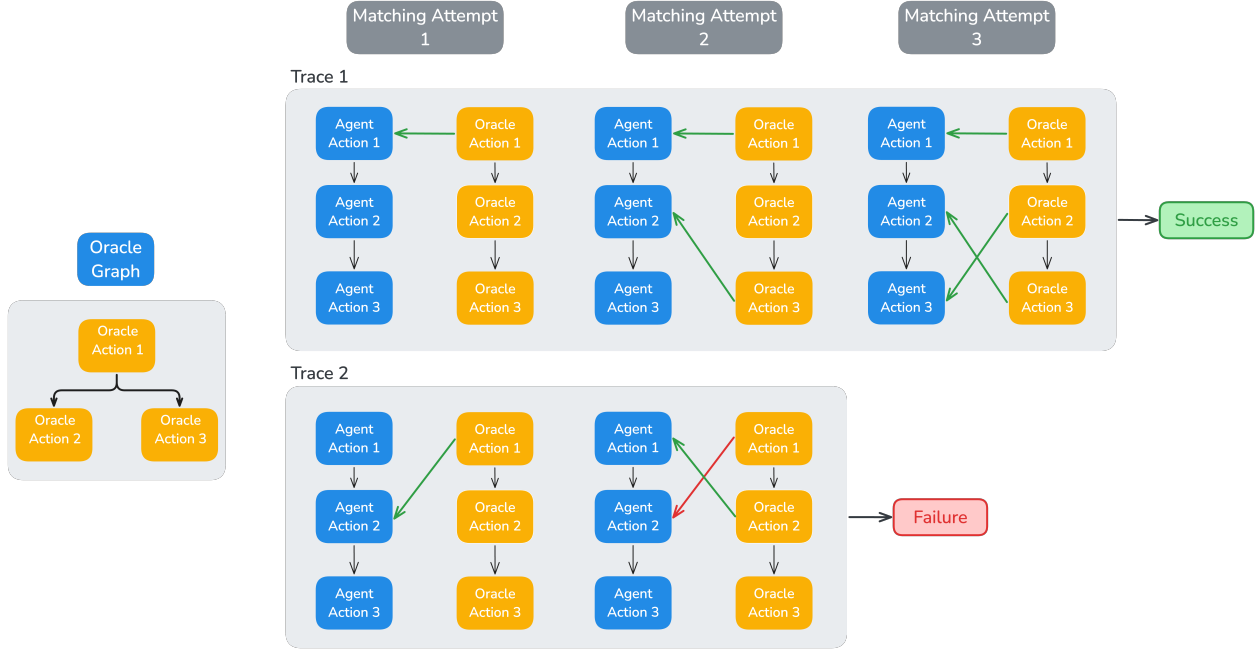 Matching Attempt
1
Matching Attempt
2
Matching Attempt
3
Oracle
Graph
Oracle
Action 1
Oracle
Action 2
Oracle
Action 3
Trace 1
Agent
Action 1
Oracle
Action 1
Agent
Action 2
Oracle
Action 2
Agent
Action 3
Oracle
Action 3
Agent
Action 1
Oracle
Action 1
Agent
Action 2
Oracle
Action 2
Agent
Action 3
Oracle
Action 3
Agent
Action 1
Oracle
Action 1
Agent
Action 2
Oracle
Action 2
Agent
Action 3
Oracle
Action 3
Success
Trace 2
Agent
Action 1
Oracle
Action 1
Agent
Action 2
Oracle
Action 2
Agent
Action 3
Oracle
Action 3
Agent
Action 1
Oracle
Action 1
Agent
Action 2
Oracle
Action 2
Agent
Action 3
Oracle
Action 3
Failure